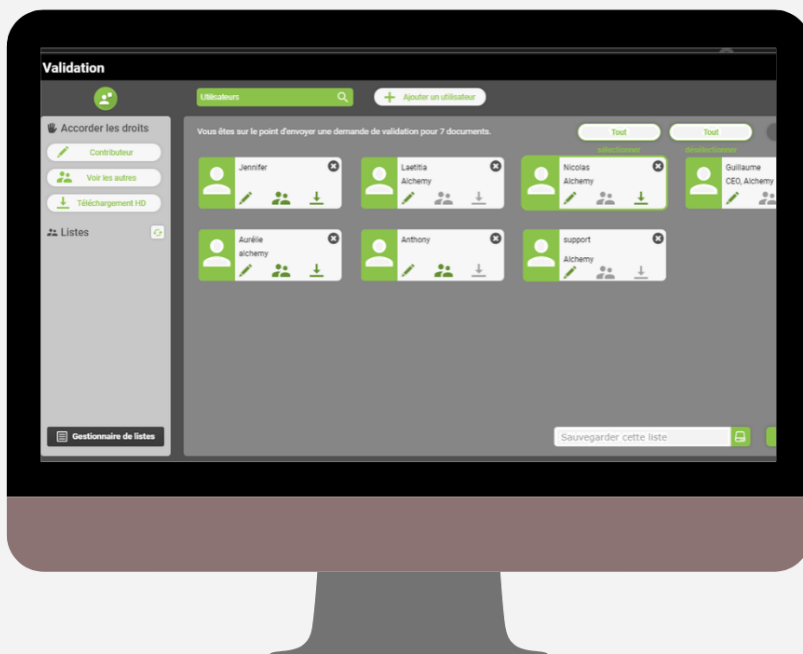 Validation
Utilisateurs
Ajouter un utilisateur
Accorder les droits
Contributeur
Voir les autres
Téléchargement HD
Listes
Gestionnaire de listes
Vous êtes sur le point d'envoyer une demande de validation pour 7 documents.
Tout
sélectionner
Tout
désélectionner
Jennifer
Laetitia
Alchemy
Nicolas
Alchemy
Guillaume
CEO, Alchemy
Aurélie
alchemy
Anthony
support
Alchemy
Sauvegarder cette liste